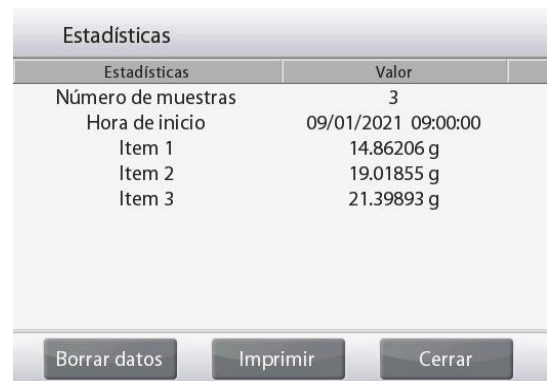 Estadísticas
Estadísticas Valor
Número de muestras 3
Hora de inicio 09/01/2021 09:00:00
Item 1 14.86206 g
Item 2 19.01855 g
Item 3 21.39893 g
Borrar datos Imprimir Cerrar